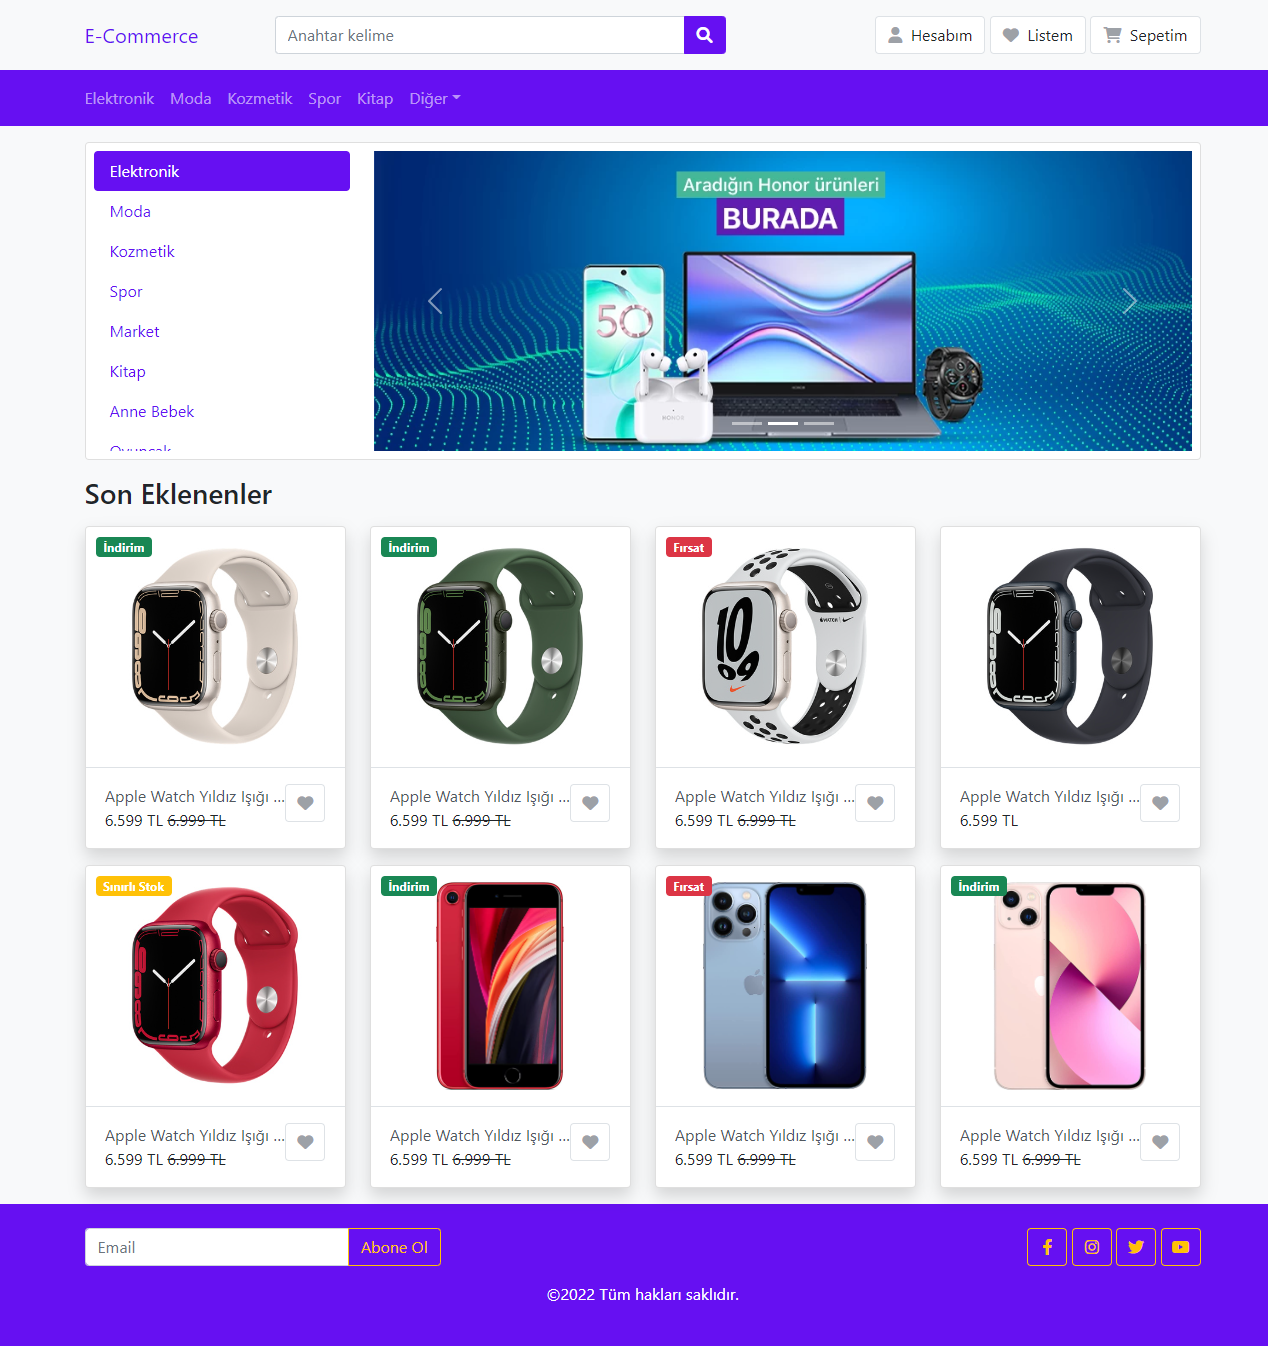 E-Commerce
Anahtar kelime
Hesabım
Listem
Sepetim
Elektronik Moda Kozmetik Spor Kitap Diğer
Elektronik
Moda
Kozmetik
Spor
Market
Kitap
Anne Bebek
Oyuncak
Aradığın Honor ürünleri
BURADA
50
HONOR
Son Eklenenler
İndirim
Apple Watch Yıldız Işığı ...
6.599 TL 6.999 TL
İndirim
Apple Watch Yıldız Işığı ...
6.599 TL 6.999 TL
Fırsat
WATCH
10
09
Apple Watch Yıldız Işığı ...
6.599 TL 6.999 TL
Apple Watch Yıldız Işığı ...
6.599 TL
Sınırlı Stok
Apple Watch Yıldız Işığı ...
6.599 TL 6.999 TL
İndirim
Apple Watch Yıldız Işığı ...
6.599 TL 6.999 TL
Fırsat
Apple Watch Yıldız Işığı ...
6.599 TL 6.999 TL
İndirim
Apple Watch Yıldız Işığı ...
6.599 TL 6.999 TL
Email
Abone Ol
©2022 Tüm hakları saklıdır.